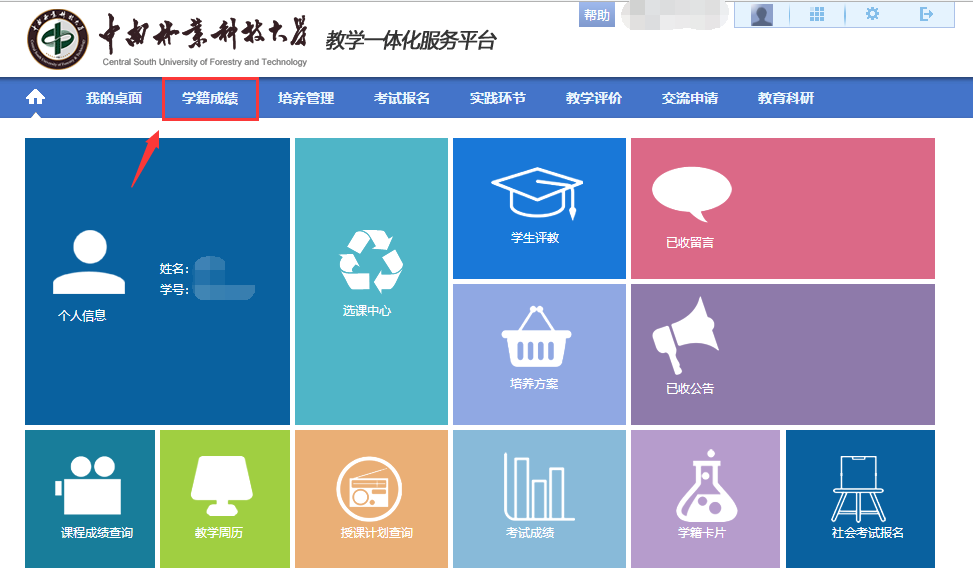 帮助
中南林业科技大学
Central South University of Forestry and Technology
教学一体化服务平台
我的桌面 学籍成绩 培养管理 考试报名 实践环节 教学评价 交流申请 教育科研
姓名：
学号：
个人信息
选课中心
学生评教
已收留言
培养方案
已收公告
课程成绩查询
教学周历
授课计划查询
考试成绩
学籍卡片
社会考试报名